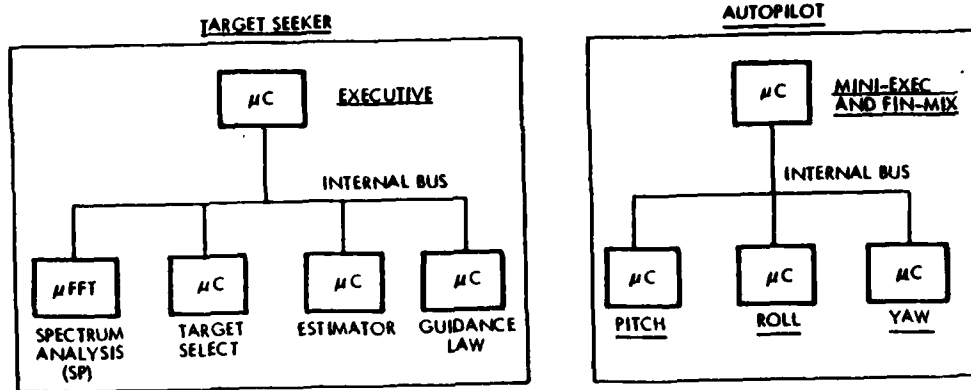 TARGET SEEKER
μC
EXECUTIVE
INTERNAL BUS
μFFT
μC
μC
μC
SPECTRUM
ANALYSIS
(SP)
TARGET
SELECT
ESTIMATOR
GUIDANCE
LAW
AUTOPILOT
μC
MINI-EXEC
AND FIN-MIX
INTERNAL BUS
μC
μC
μC
PITCH
ROLL
YAW